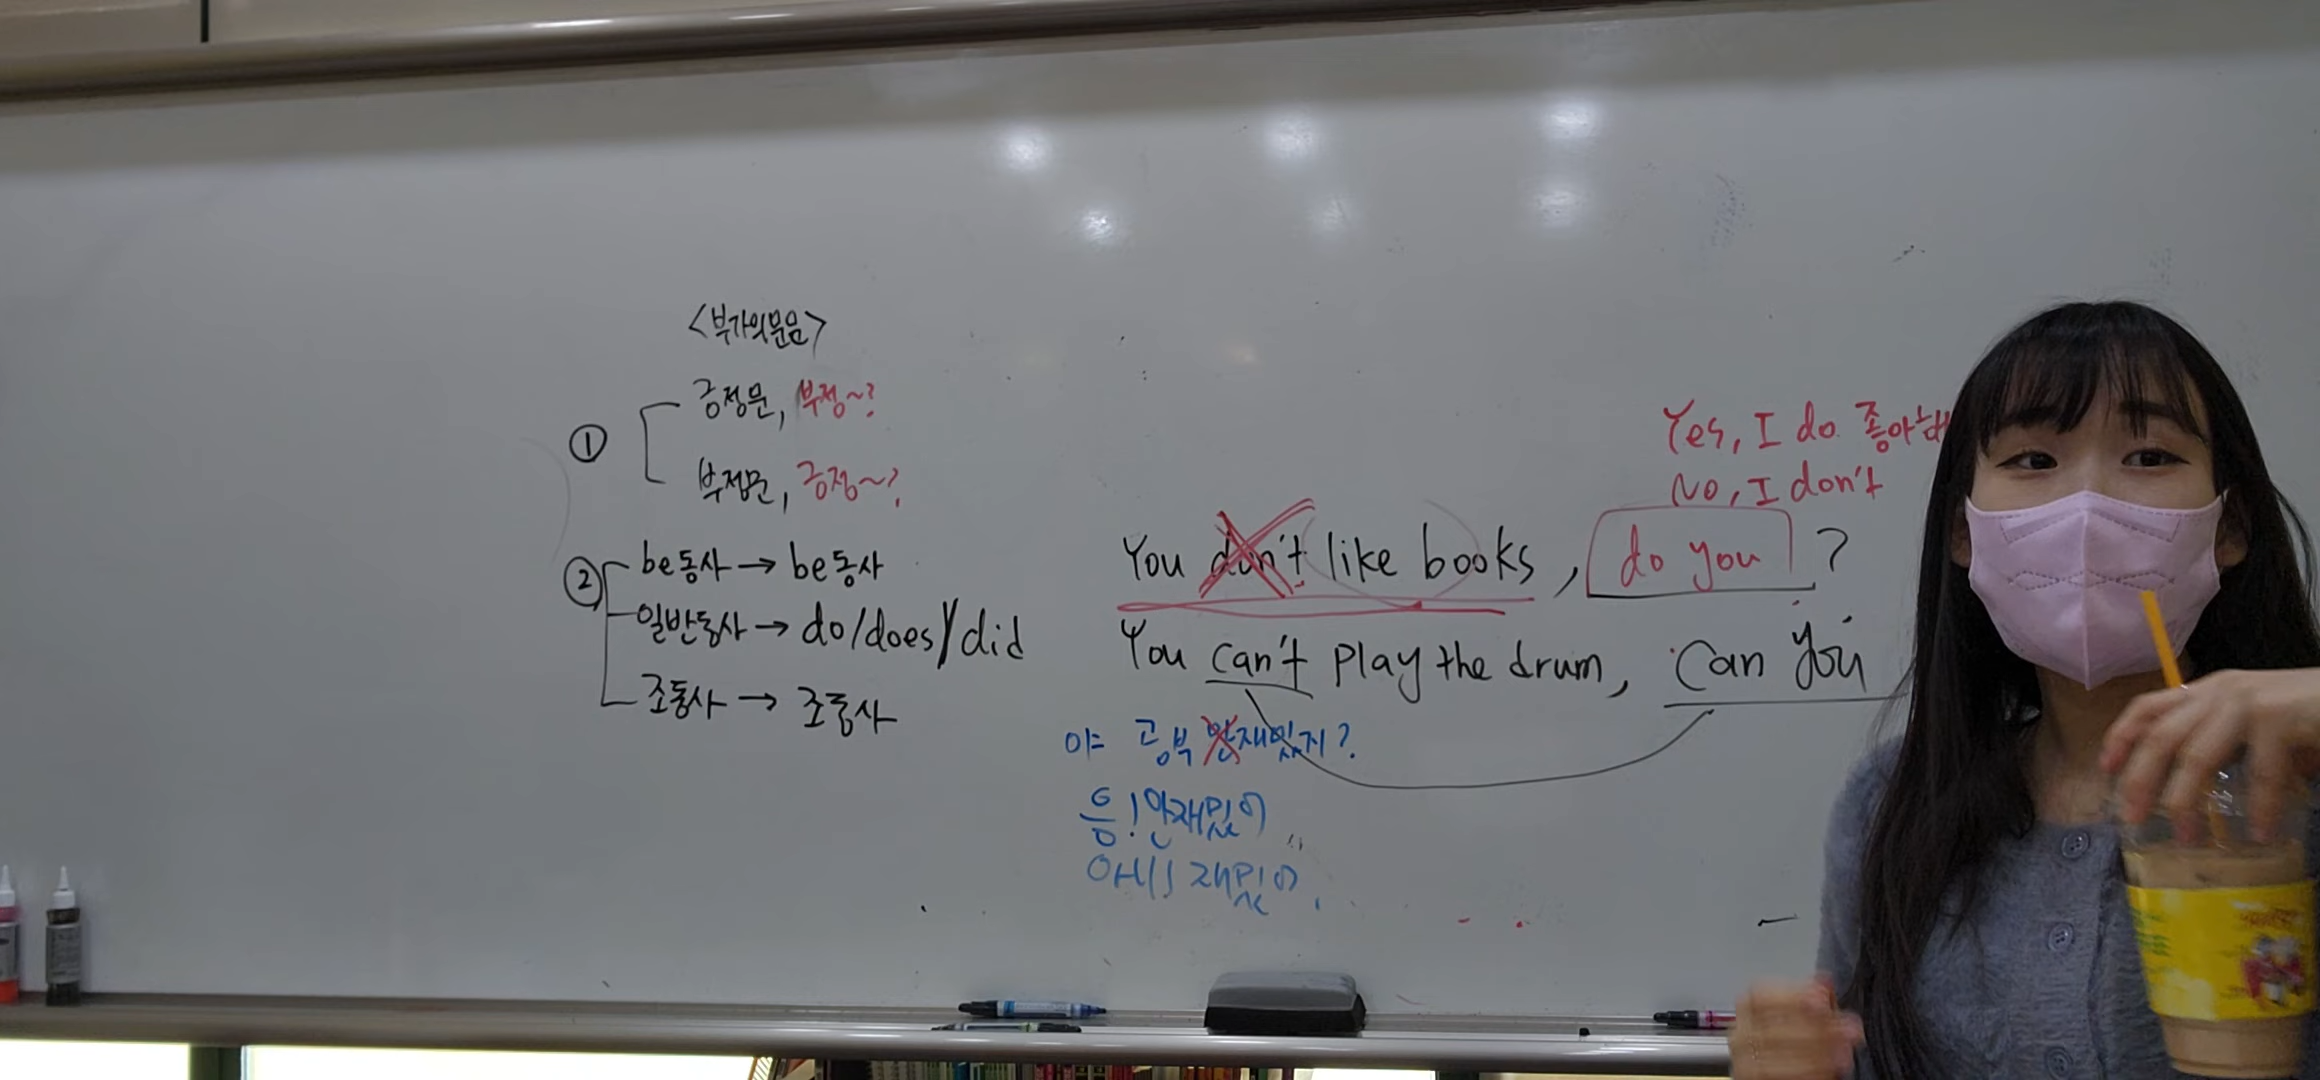 <부가의문문>
① 긍정문, 부정~?
부정문, 긍정~?
② be동사 → be동사
일반동사 → do/does/did
조동사 → 조동사
Yes, I do. 좋아해
No, I don't
You don't like books, do you ?
You can't play the drum, can you
야 공부 안재밌지?
응! 안재밌어
아니 재밌어.